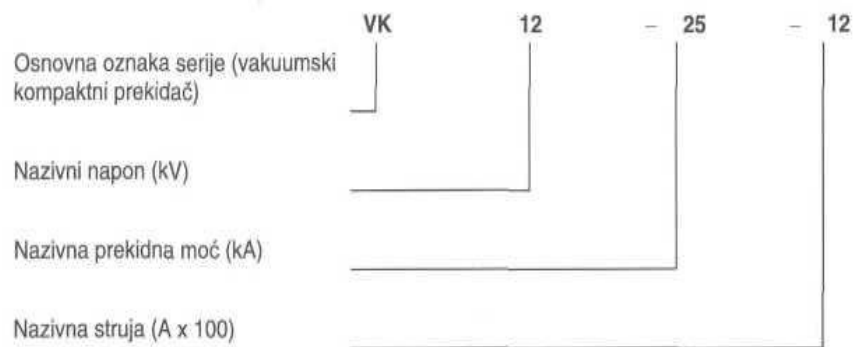 VK 12 – 25 – 12
Osnovna oznaka serije (vakuumski
kompaktni prekidač)
Nazivni napon (kV)
Nazivna prekidna moć (kA)
Nazivna struja (A x 100)